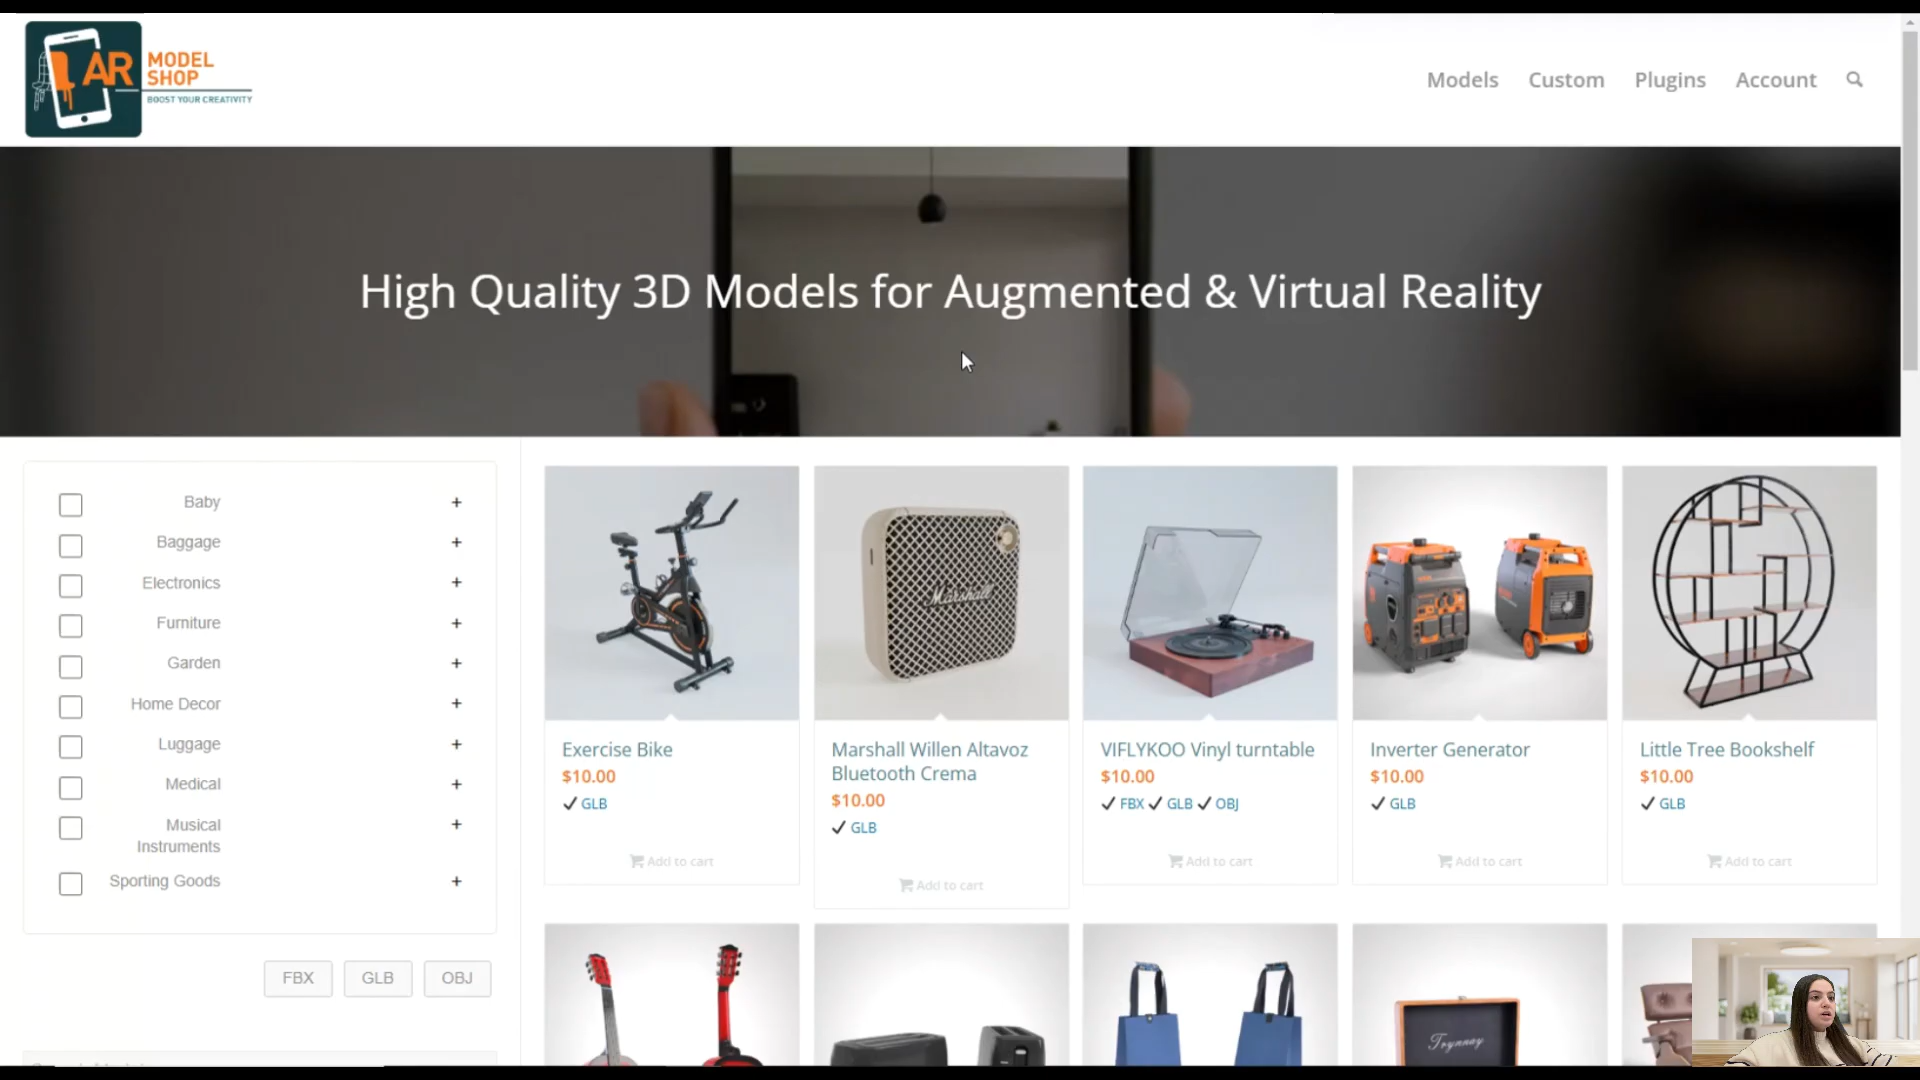 AR
MODEL
SHOP
BOOST YOUR CREATIVITY
Models
Custom
Plugins
Account
High Quality 3D Models for Augmented & Virtual Reality
Baby +
Baggage +
Electronics +
Furniture +
Garden +
Home Decor +
Luggage +
Medical +
Musical +
Instruments
Sporting Goods +
FBX
GLB
OBJ
Marshall
Exercise Bike
$10.00
GLB
Add to cart
Marshall Willen Altavoz
Bluetooth Crema
$10.00
GLB
Add to cart
VIFLYKOO Vinyl turntable
$10.00
FBX GLB OBJ
Add to cart
Inverter Generator
$10.00
GLB
Add to cart
Little Tree Bookshelf
$10.00
GLB
Add to cart
Trynnay